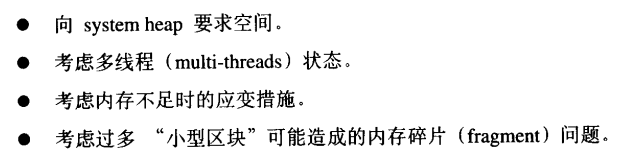 ● 向 system heap 要求空间。
● 考虑多线程（multi-threads）状态。
● 考虑内存不足时的应变措施。
● 考虑过多 “小型区块”可能造成的内存碎片（fragment）问题。